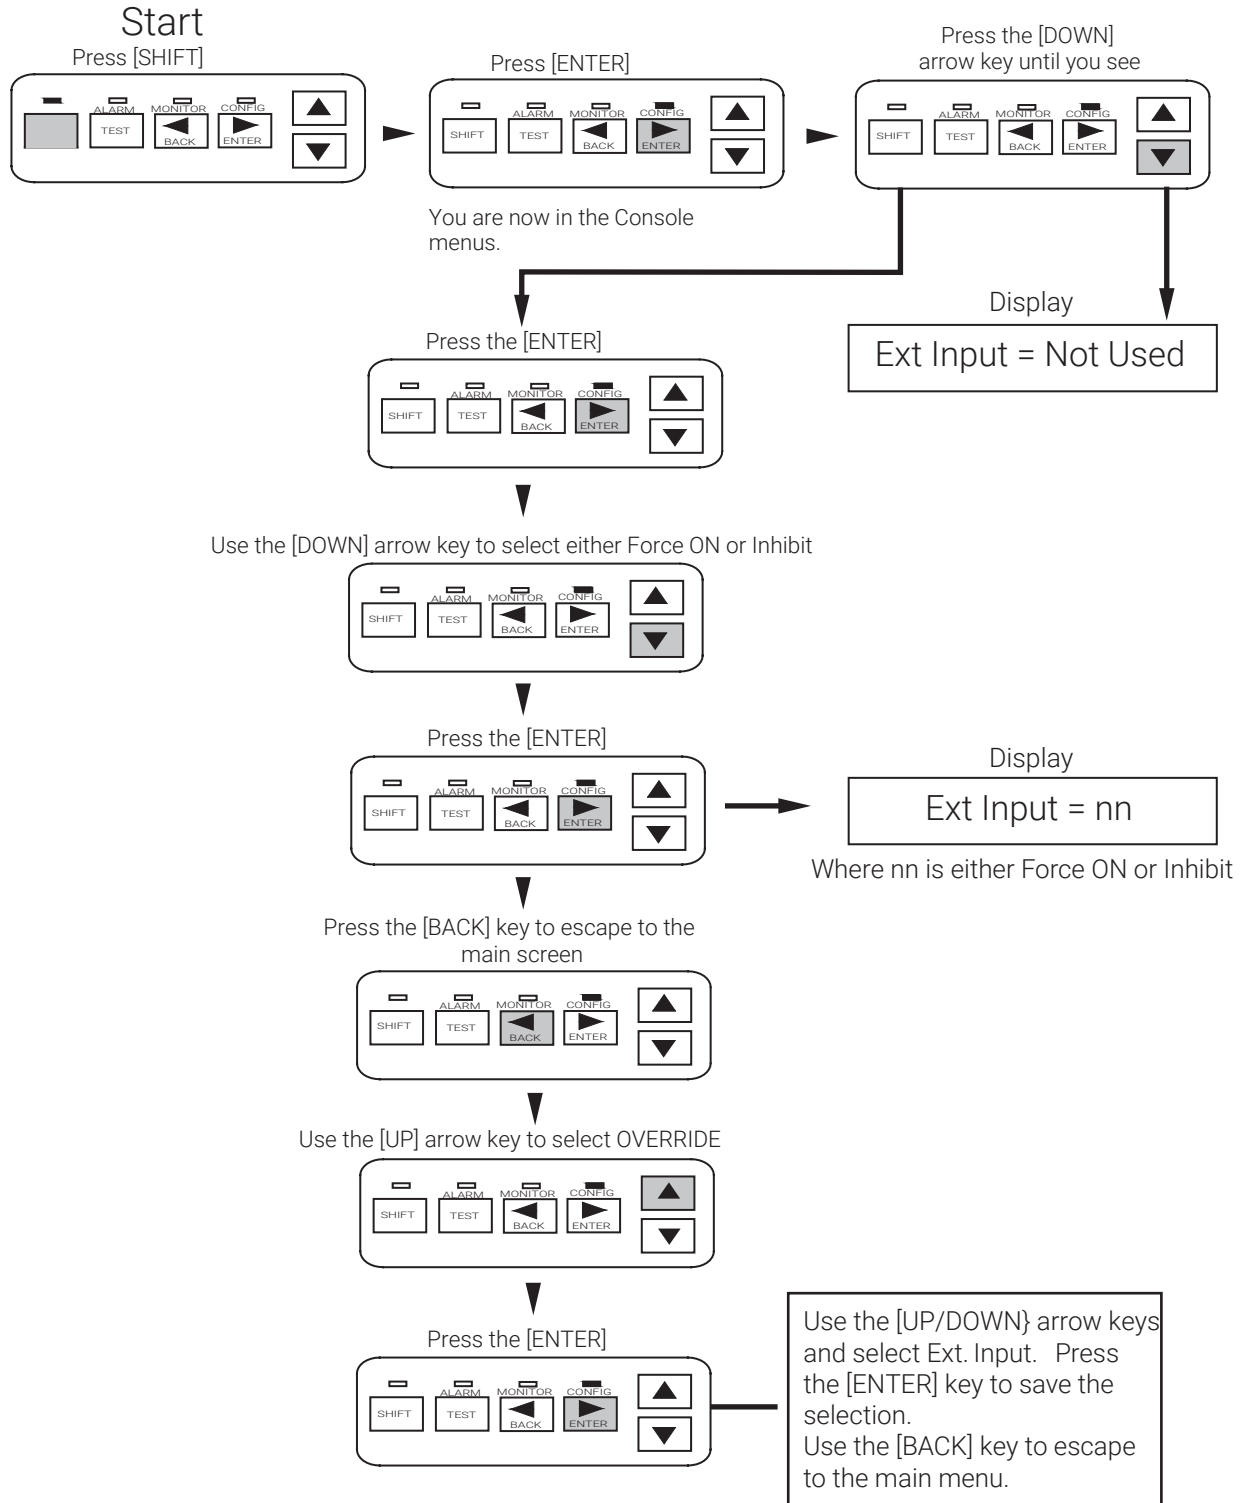 Start
Press [SHIFT]
ALARM MONITOR CONFIG
TEST
BACK ENTER
Press [ENTER]
ALARM MONITOR CONFIG
SHIFT TEST
BACK ENTER
You are now in the Console
menus.
Press the [DOWN]
arrow key until you see
ALARM MONITOR CONFIG
SHIFT TEST
BACK ENTER
Display
Ext Input = Not Used
Press the [ENTER]
ALARM MONITOR CONFIG
SHIFT TEST
BACK ENTER
Use the [DOWN] arrow key to select either Force ON or Inhibit
ALARM MONITOR CONFIG
SHIFT TEST
BACK ENTER
Press the [ENTER]
ALARM MONITOR CONFIG
SHIFT TEST
BACK ENTER
Display
Ext Input = nn
Where nn is either Force ON or Inhibit
Press the [BACK] key to escape to the
main screen
ALARM MONITOR CONFIG
SHIFT TEST
BACK ENTER
Use the [UP] arrow key to select OVERRIDE
ALARM MONITOR CONFIG
SHIFT TEST
BACK ENTER
Press the [ENTER]
ALARM MONITOR CONFIG
SHIFT TEST
BACK ENTER
Use the [UP/DOWN} arrow keys
and select Ext. Input. Press
the [ENTER] key to save the
selection.
Use the [BACK] key to escape
to the main menu.